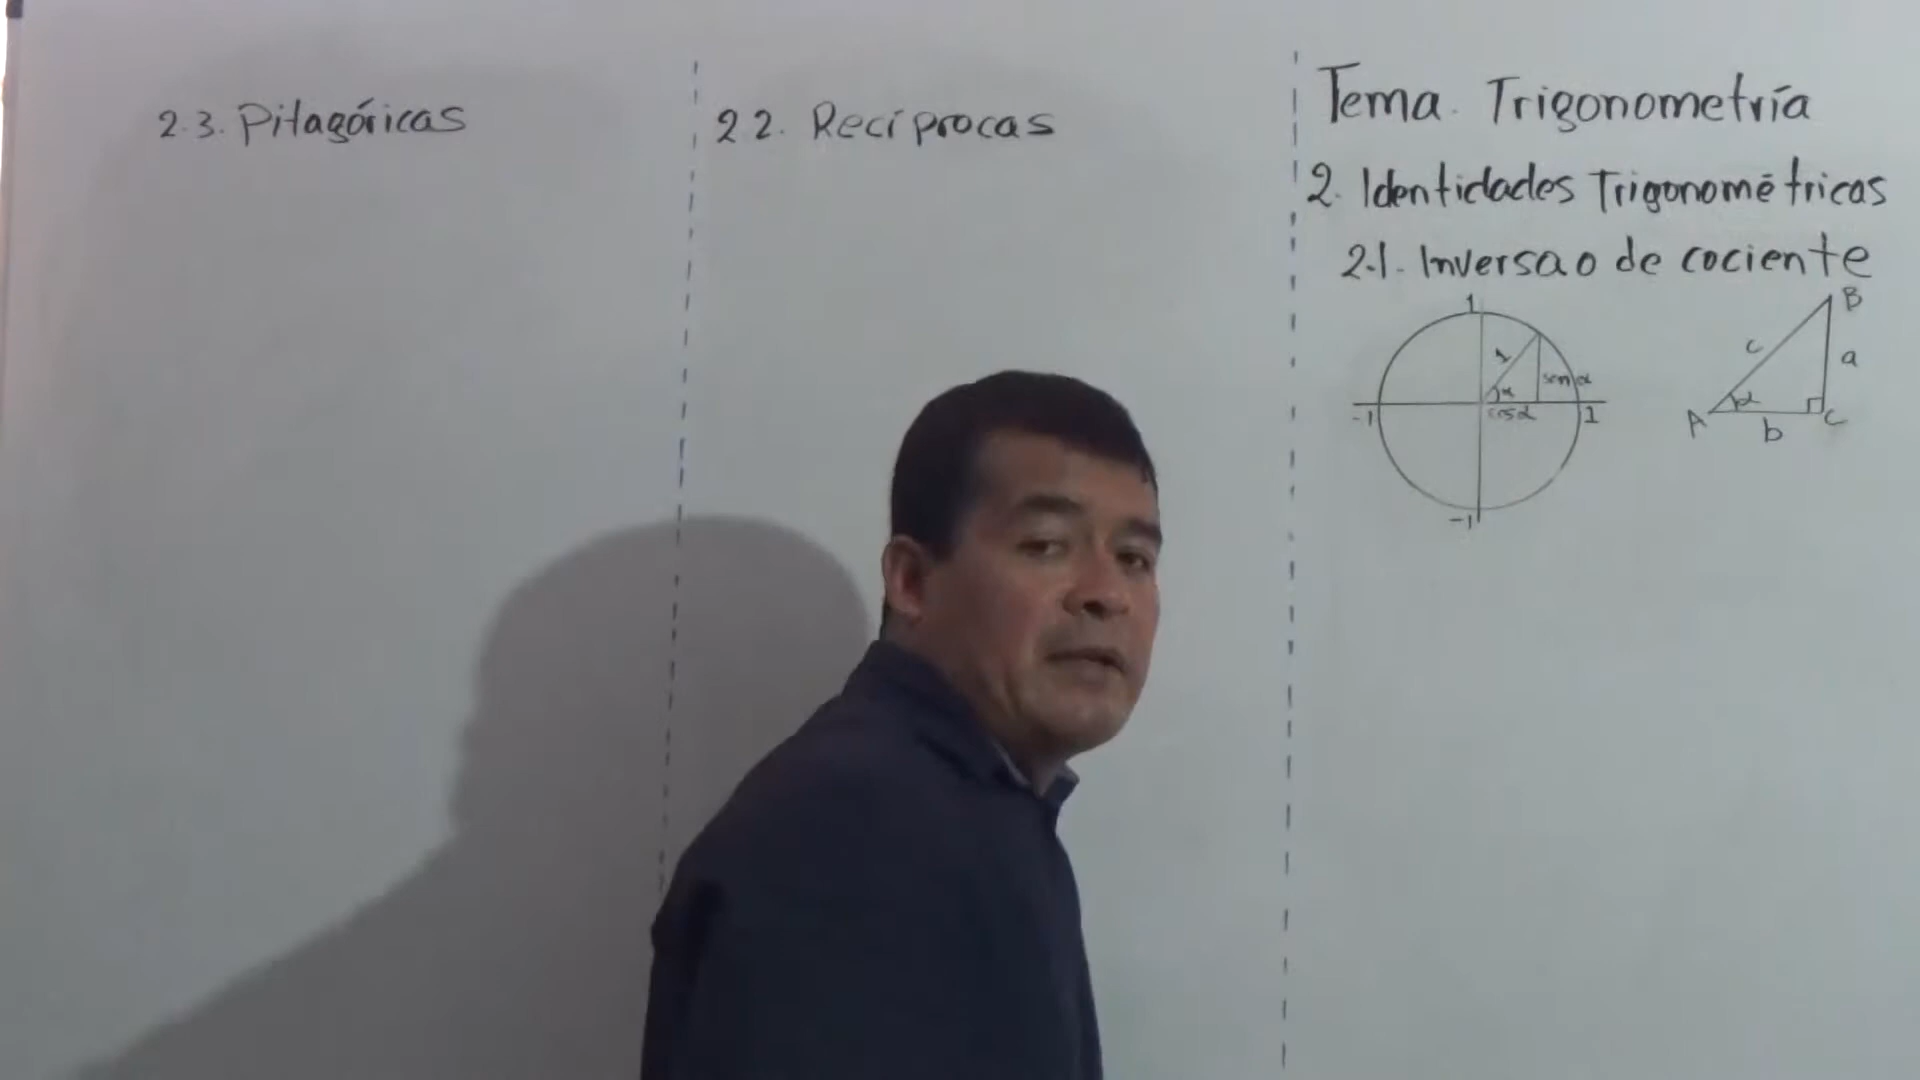 Tema. Trigonometría
2. Identidades Trigonométricas
2.1. Inversa o de cociente
1
1
α
sen α
cos α
-1
1
-1
B
c
a
α
A
b
C
2.2. Recíprocas
2.3. Pitagóricas